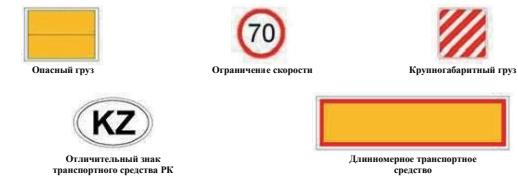 70
Опасный груз
Ограничение скорости
Крупногабаритный груз
KZ
Отличительный знак
транспортного средства РК
Длинномерное транспортное
средство